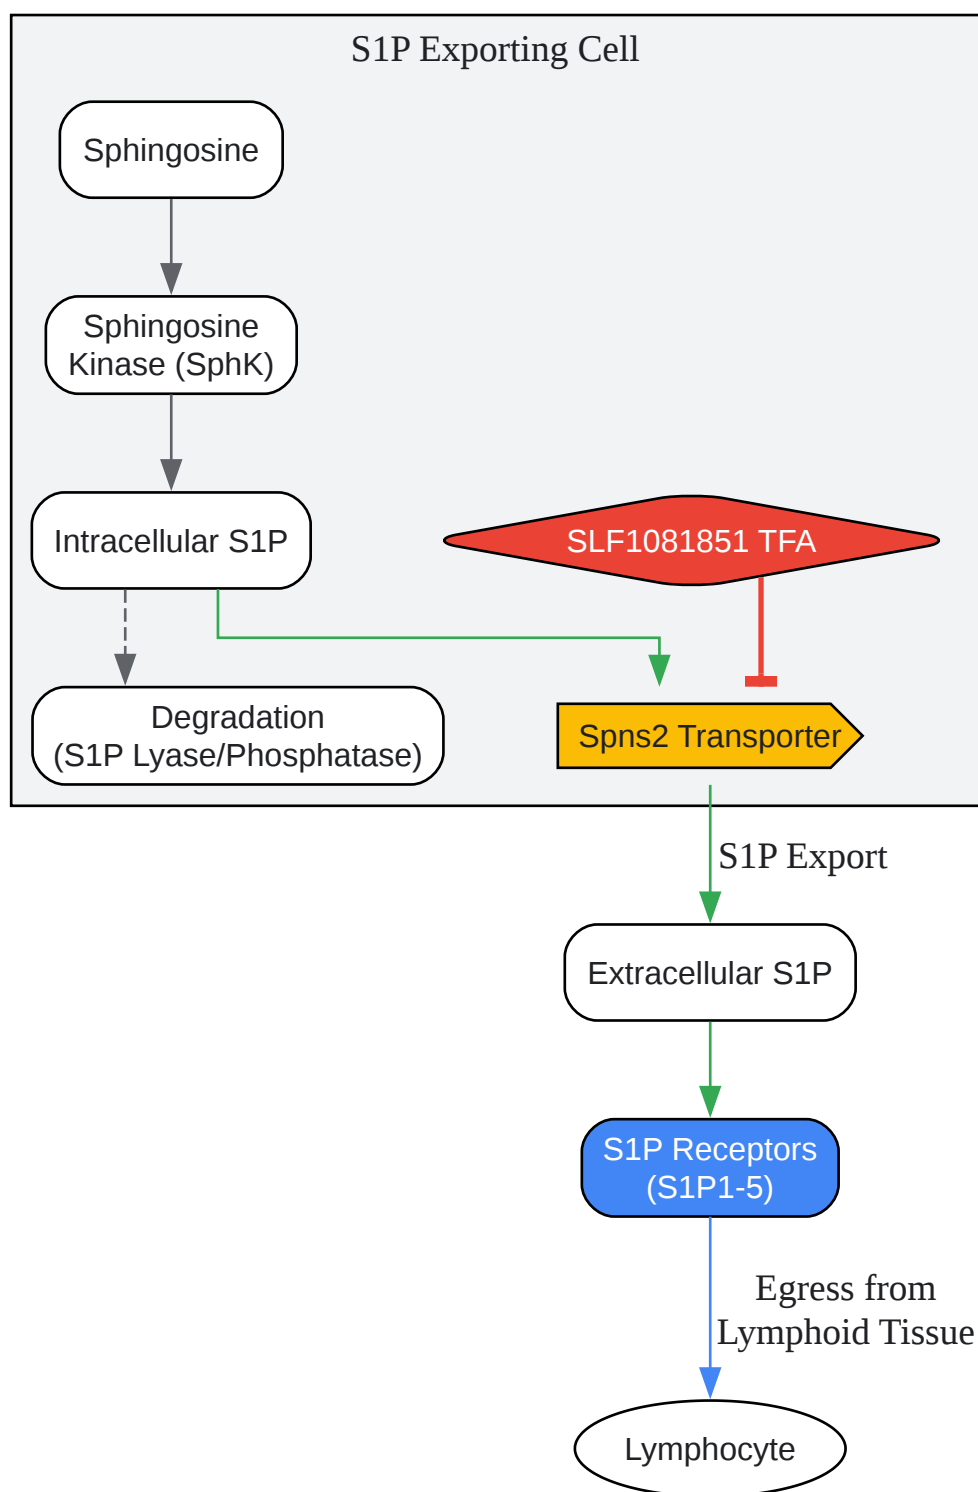 S1P Exporting Cell
Sphingosine
Sphingosine
Kinase (SphK)
Intracellular S1P
SLF1081851 TFA
Degradation
(S1P Lyase/Phosphatase)
Spns2 Transporter
S1P Export
Extracellular S1P
S1P Receptors
(S1P1-5)
Egress from
Lymphoid Tissue
Lymphocyte